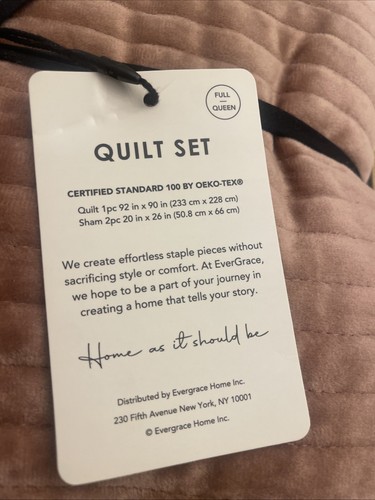 FULL
QUEEN
QUILT SET
CERTIFIED STANDARD 100 BY OEKO-TEX®
Quilt 1pc 92 in x 90 in (233 cm x 228 cm)
Sham 2pc 20 in x 26 in (50.8 cm x 66 cm)
We create effortless staple pieces without
sacrificing style or comfort. At EverGrace,
we hope to be a part of your journey in
creating a home that tells your story.
Home as it should be
Distributed by Evergrace Home Inc.
230 Fifth Avenue New York, NY 10001
© Evergrace Home Inc.